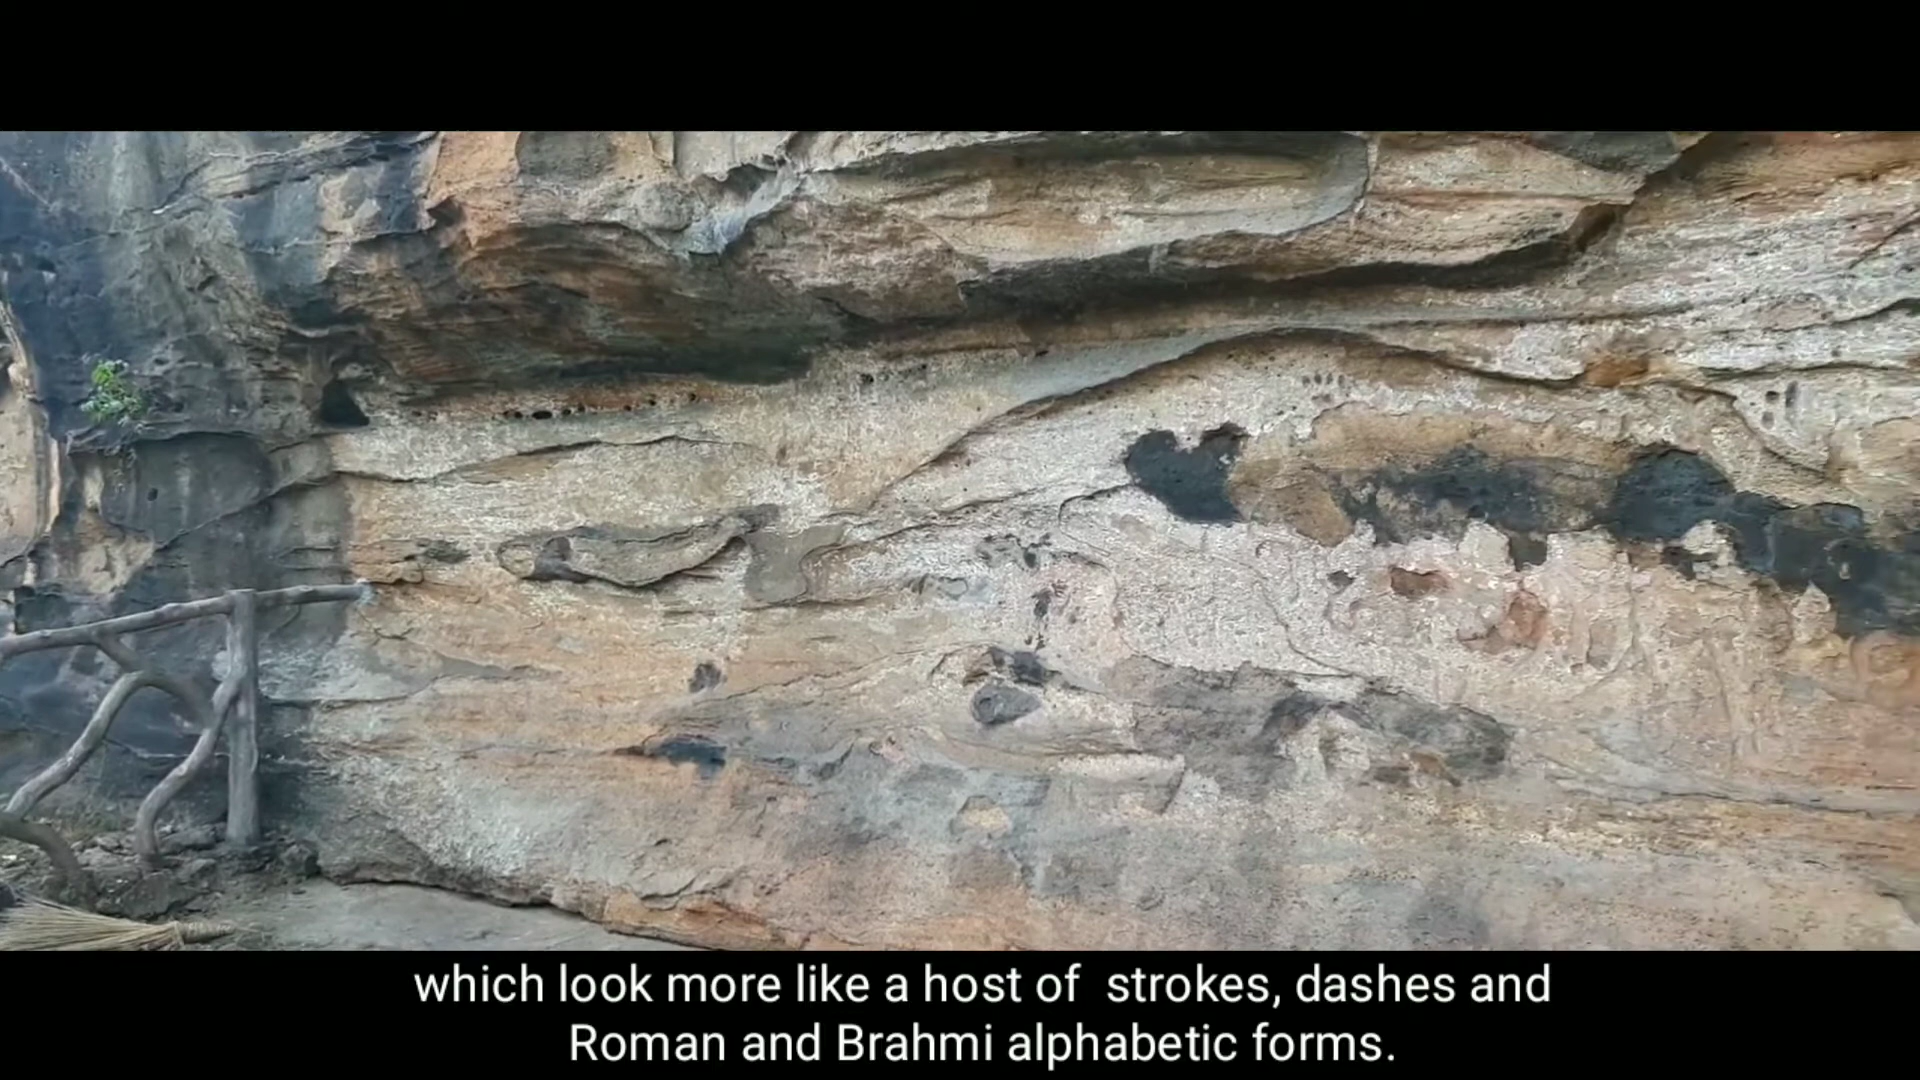 which look more like a host of  strokes, dashes and
Roman and Brahmi alphabetic forms.